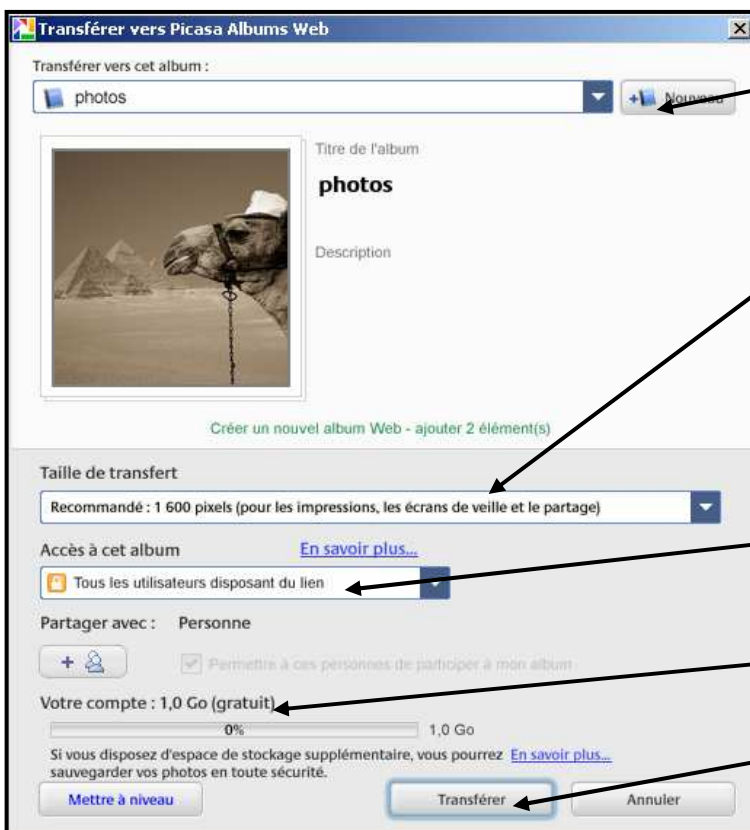 Transférer vers Picasa Albums Web
Transférer vers cet album :
photos
Nouveau
Titre de l'album
photos
Description
Créer un nouvel album Web - ajouter 2 élément(s)
Taille de transfert
Recommandé : 1 600 pixels (pour les impressions, les écrans de veille et le partage)
Accès à cet album En savoir plus...
Tous les utilisateurs disposant du lien
Partager avec : Personne
Permettre à ces personnes de participer à mon album
Votre compte : 1,0 Go (gratuit)
0% 1,0 Go
Si vous disposez d'espace de stockage supplémentaire, vous pourrez En savoir plus...
sauvegarder vos photos en toute sécurité.
Mettre à niveau Transférer Annuler